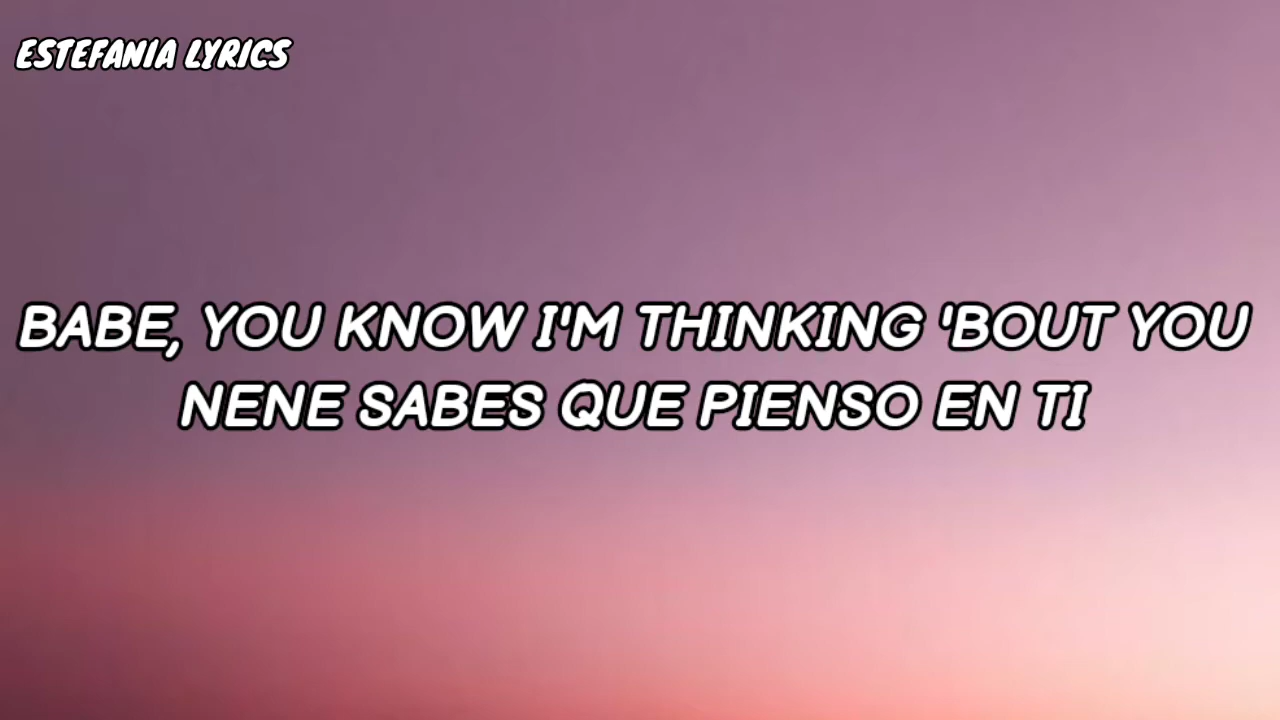 ESTEFANIA LYRICS
BABE, YOU KNOW I'M THINKING 'BOUT YOU
NENE SABES QUE PIENSO EN TI